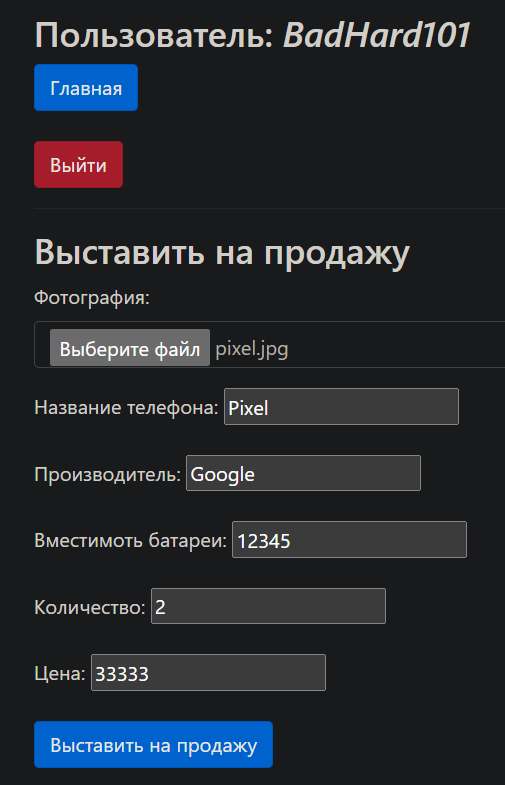 Пользователь: BadHard101
Главная
Выйти
Выставить на продажу
Фотография:
Выберите файл pixel.jpg
Название телефона: Pixel
Производитель: Google
Вместимоть батареи: 12345
Количество: 2
Цена: 33333
Выставить на продажу